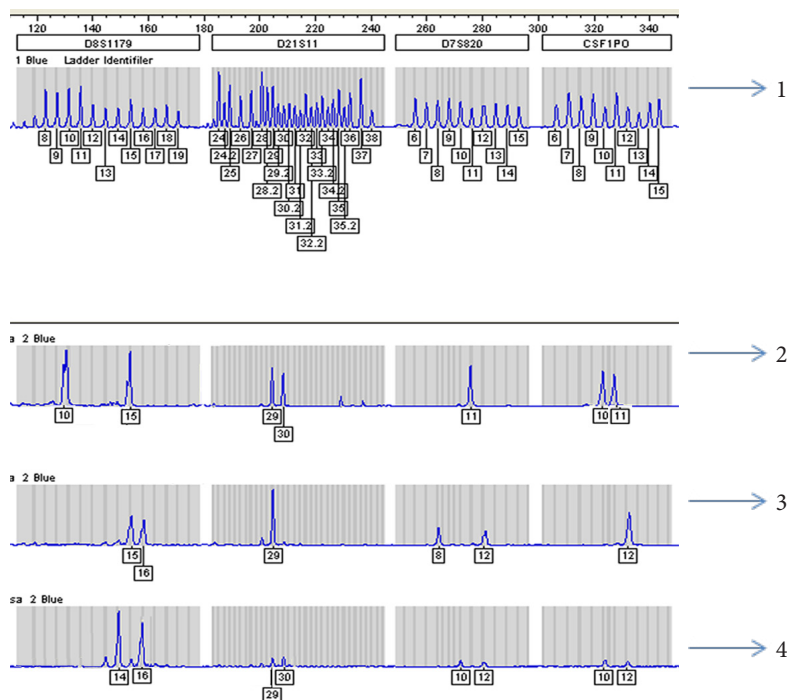 120 140 160 180 200 220 240 260 280 300 320 340
D8S1179 D21S11 D7S820 CSF1PO
1 Blue Ladder Identifiler
1
8 10 12 14 16 18 24 26 28 30 32 34 36 38 6 9 12 15 6 9 12
9 11 15 17 19 24.2 27 29 33 37 7 10 13 7 10 13
13 25 29.2 33.2 8 11 14 8 11 14
28.2 31 34.2 15
30.2 35
31.2 35.2
32.2
a 2 Blue
2
10 15 29 11 10 11
30
sa 2 Blue
3
15 29 8 12 12
16
sa 2 Blue
4
14 16 30 10 12 10 12
29